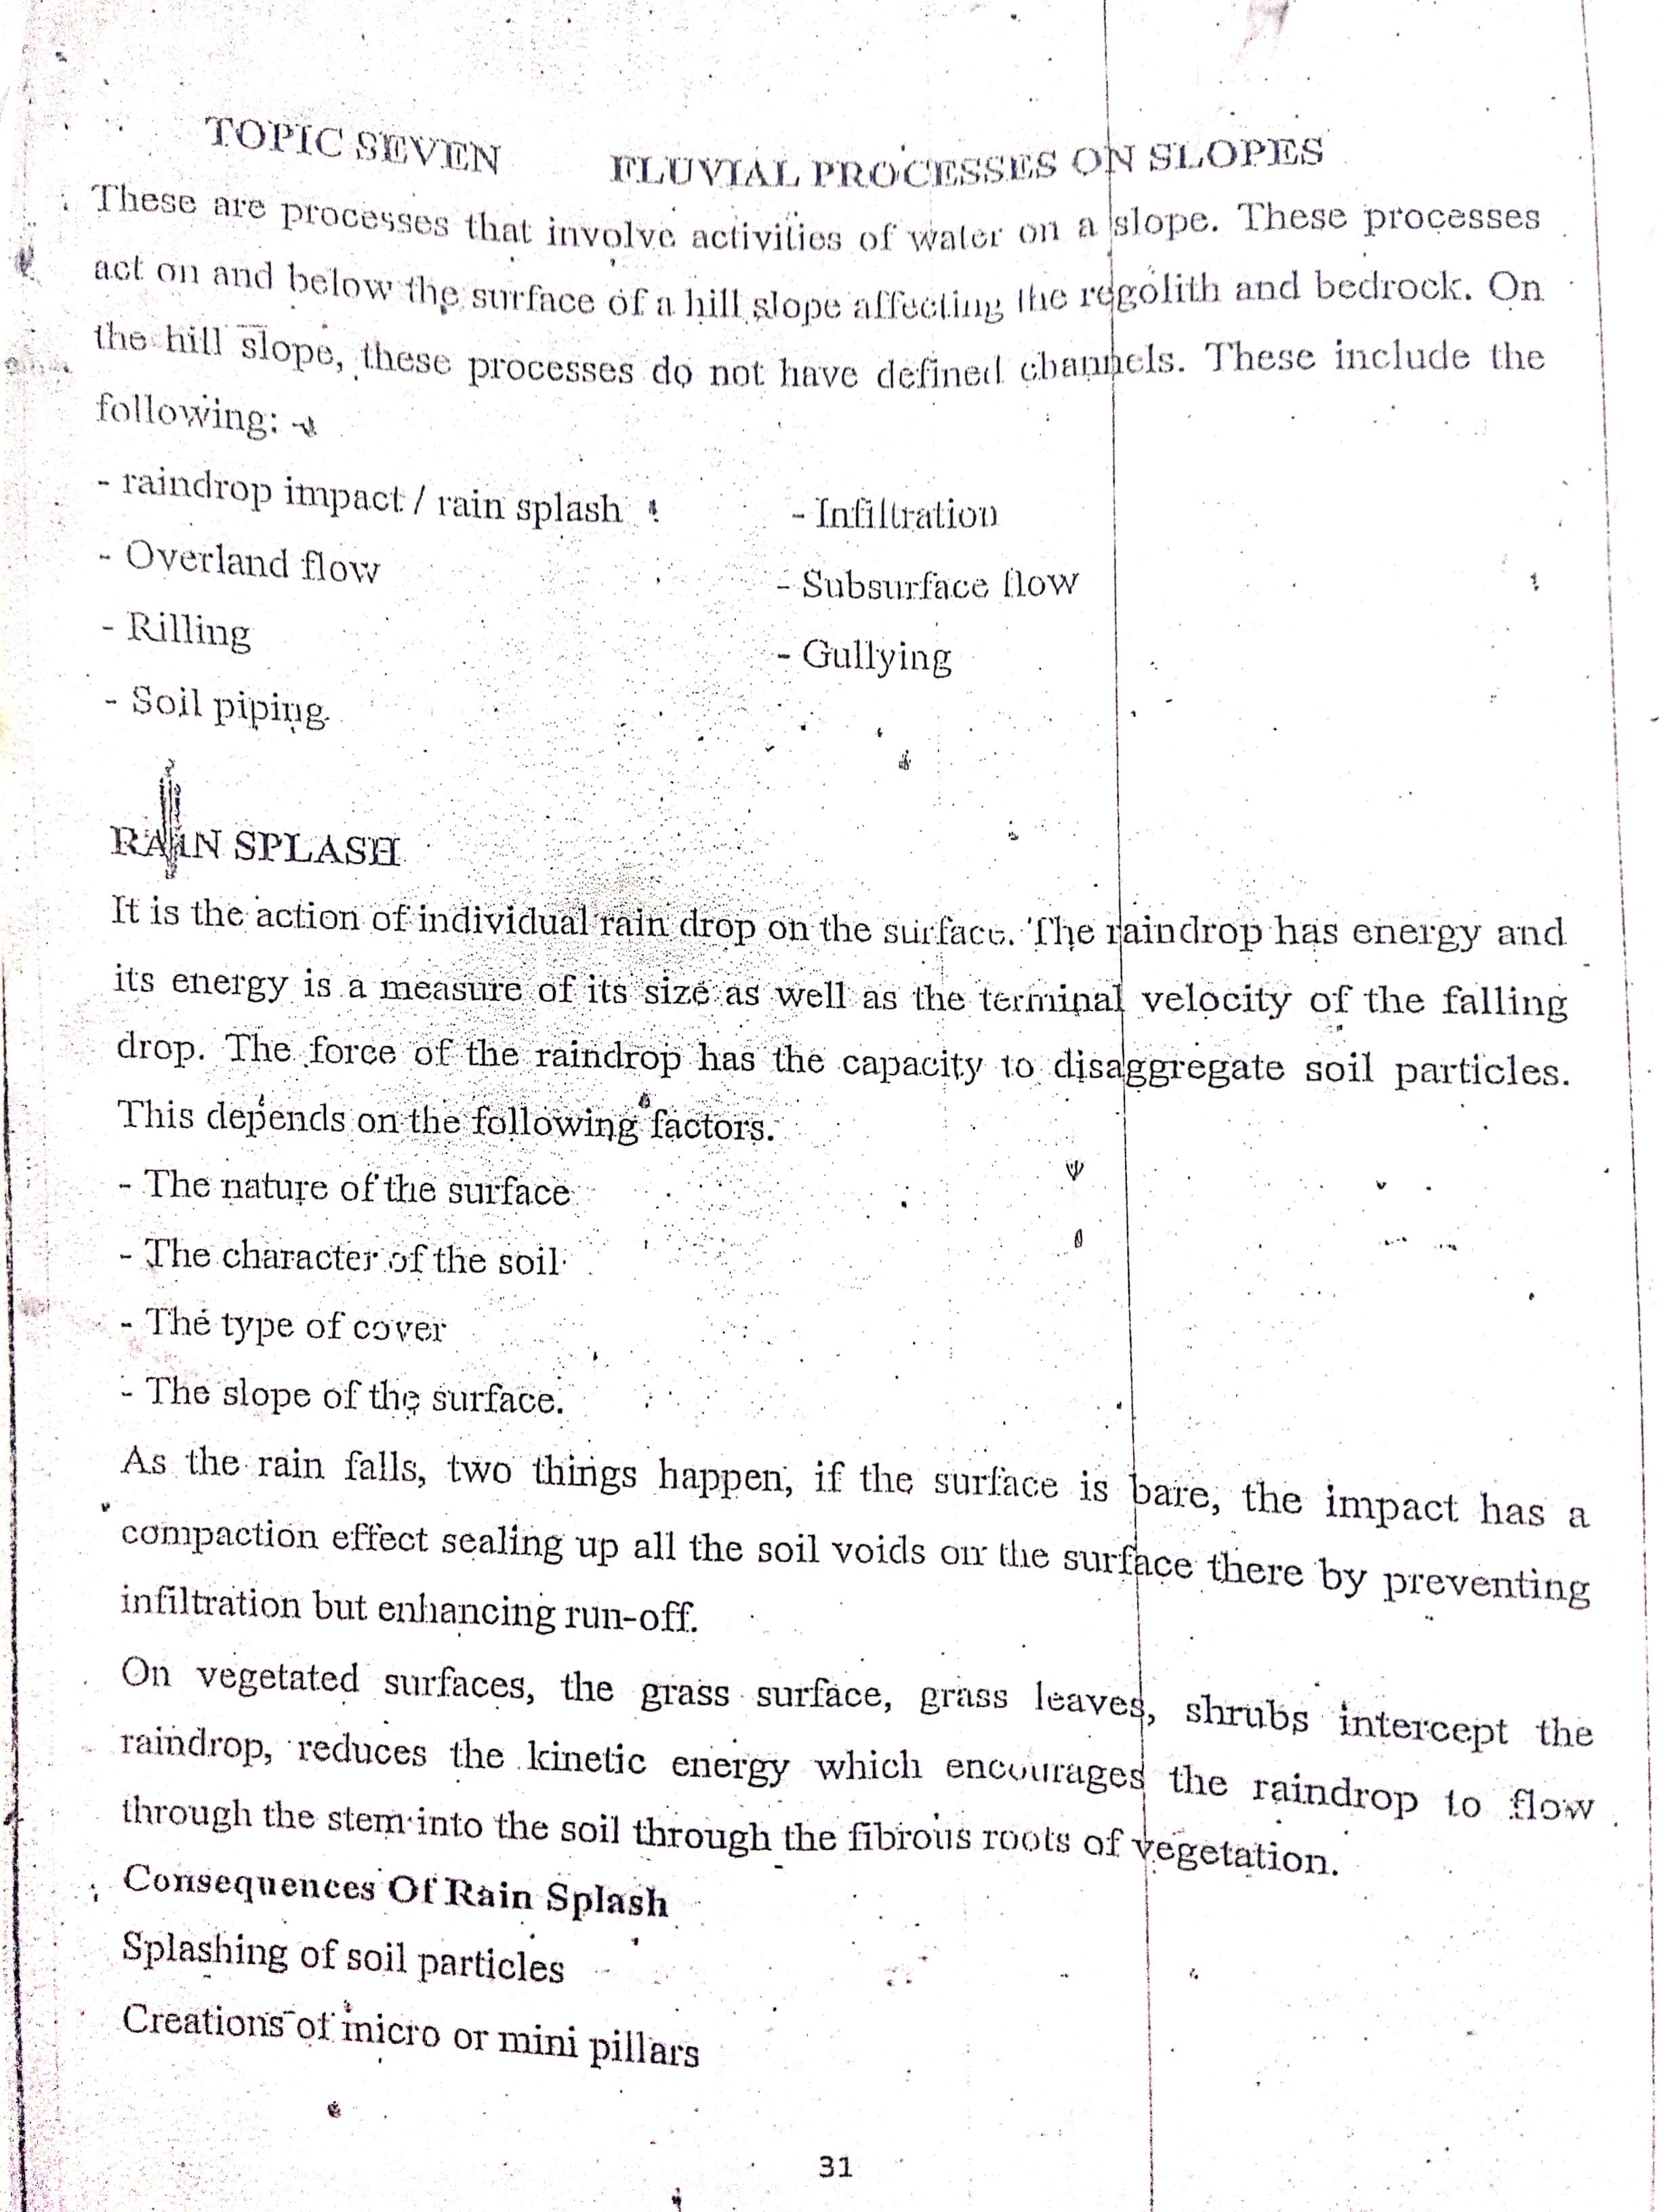 TOPIC SEVEN FLUVIAL PROCESSES ON SLOPES
These are processes that involve activities of water on a slope. These processes
act on and below the surface of a hill slope affecting the regolith and bedrock. On
the hill slope, these processes do not have defined channels. These include the
following:
- raindrop impact / rain splash - Infiltration
- Overland flow - Subsurface flow
- Rilling - Gullying
- Soil piping
RAIN SPLASH
It is the action of individual rain drop on the surface. The raindrop has energy and
its energy is a measure of its size as well as the terminal velocity of the falling
drop. The force of the raindrop has the capacity to disaggregate soil particles.
This depends on the following factors.
- The nature of the surface
- The character of the soil
- The type of cover
- The slope of the surface.
As the rain falls, two things happen, if the surface is bare, the impact has a
compaction effect sealing up all the soil voids on the surface there by preventing
infiltration but enhancing run-off.
On vegetated surfaces, the grass surface, grass leaves, shrubs intercept the
raindrop, reduces the kinetic energy which encourages the raindrop to flow
through the stem into the soil through the fibrous roots of vegetation.
Consequences Of Rain Splash
Splashing of soil particles
Creations of micro or mini pillars
31